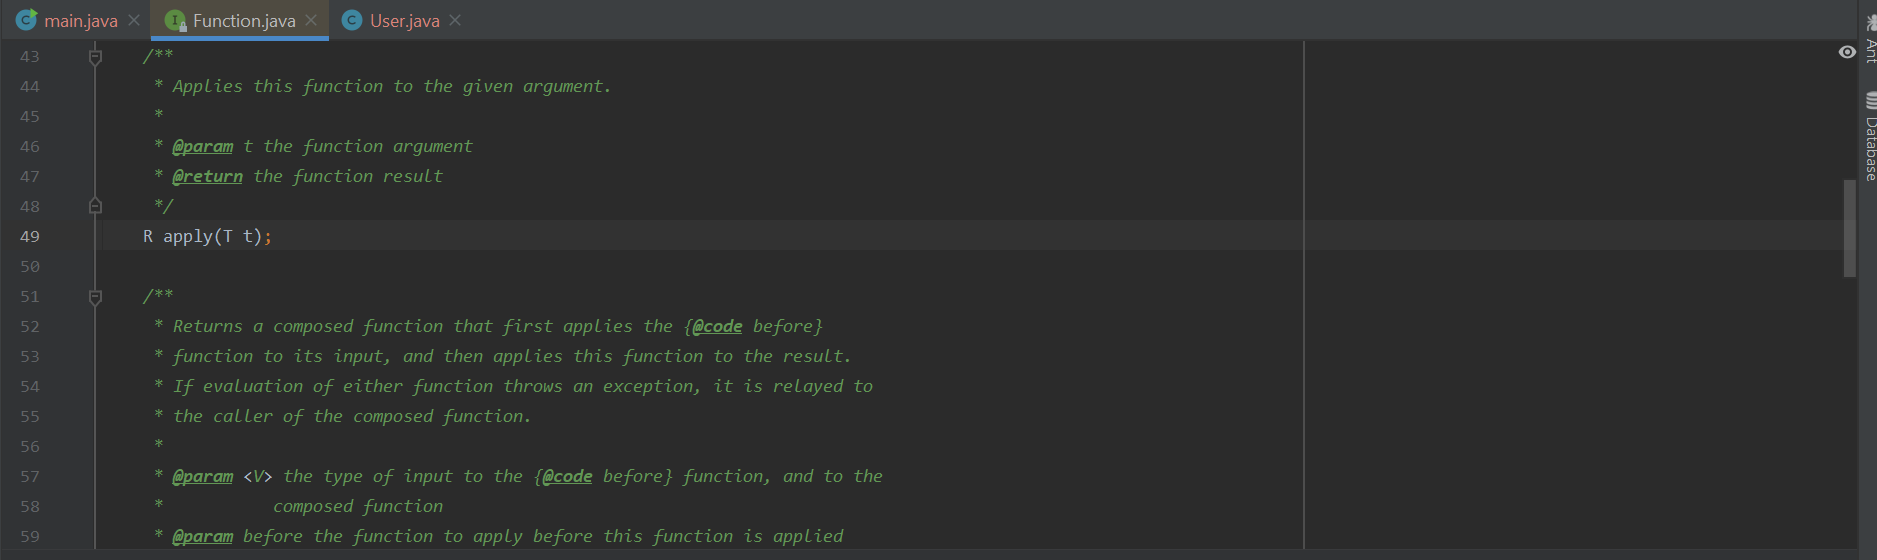 main.java Function.java User.java
43 /**
44 * Applies this function to the given argument.
45 *
46 * @param t the function argument
47 * @return the function result
48 */
49 R apply(T t);
50
51 /**
52 * Returns a composed function that first applies the {@code before}
53 * function to its input, and then applies this function to the result.
54 * If evaluation of either function throws an exception, it is relayed to
55 * the caller of the composed function.
56 *
57 * @param <V> the type of input to the {@code before} function, and to the
58 * composed function
59 * @param before the function to apply before this function is applied
Ant
Database